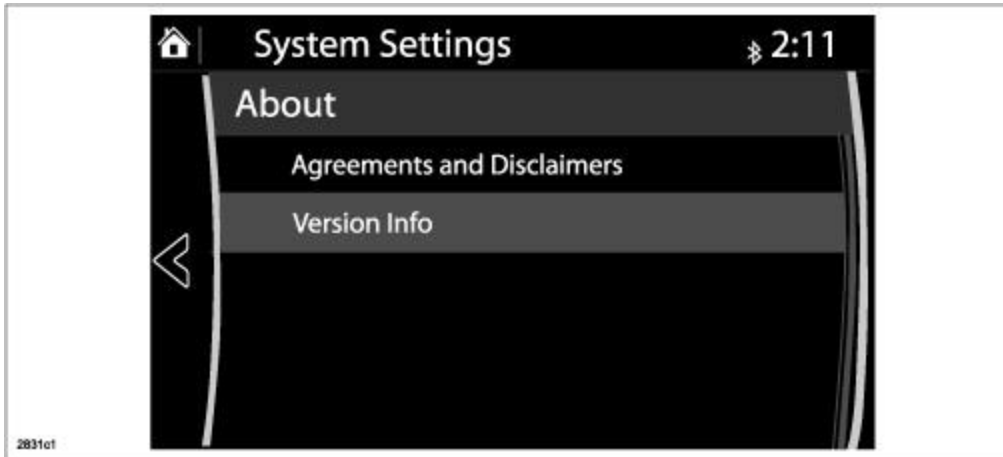 System Settings
2:11
About
Agreements and Disclaimers
Version Info
2831c1